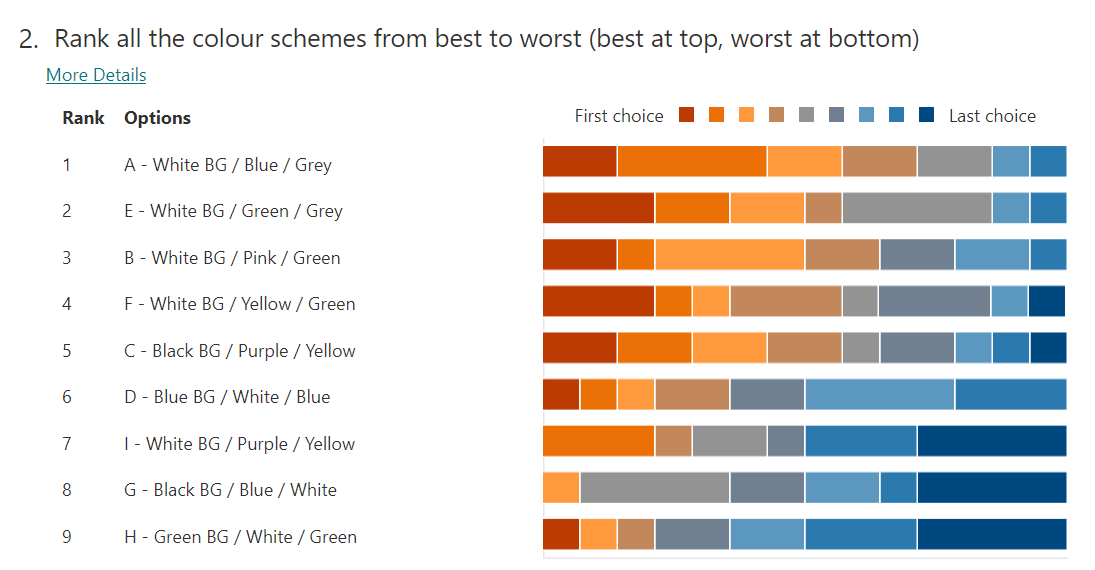 2. Rank all the colour schemes from best to worst (best at top, worst at bottom)
More Details
Rank Options First choice Last choice
1 A - White BG / Blue / Grey
2 E - White BG / Green / Grey
3 B - White BG / Pink / Green
4 F - White BG / Yellow / Green
5 C - Black BG / Purple / Yellow
6 D - Blue BG / White / Blue
7 I - White BG / Purple / Yellow
8 G - Black BG / Blue / White
9 H - Green BG / White / Green